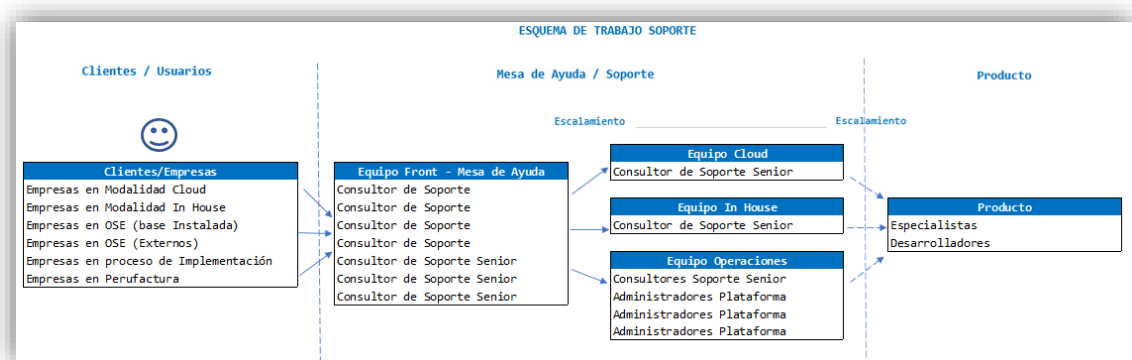 ESQUEMA DE TRABAJO SOPORTE
Clientes / Usuarios
Mesa de Ayuda / Soporte
Producto
Escalamiento
Escalamiento
Clientes/Empresas
Empresas en Modalidad Cloud
Empresas en Modalidad In House
Empresas en OSE (base Instalada)
Empresas en OSE (Externos)
Empresas en proceso de Implementación
Empresas en Perufactura
Equipo Front - Mesa de Ayuda
Consultor de Soporte
Consultor de Soporte
Consultor de Soporte
Consultor de Soporte
Consultor de Soporte Senior
Consultor de Soporte Senior
Consultor de Soporte Senior
Equipo Cloud
Consultor de Soporte Senior
Equipo In House
Consultor de Soporte Senior
Equipo Operaciones
Consultores Soporte Senior
Administradores Plataforma
Administradores Plataforma
Administradores Plataforma
Producto
Especialistas
Desarrolladores